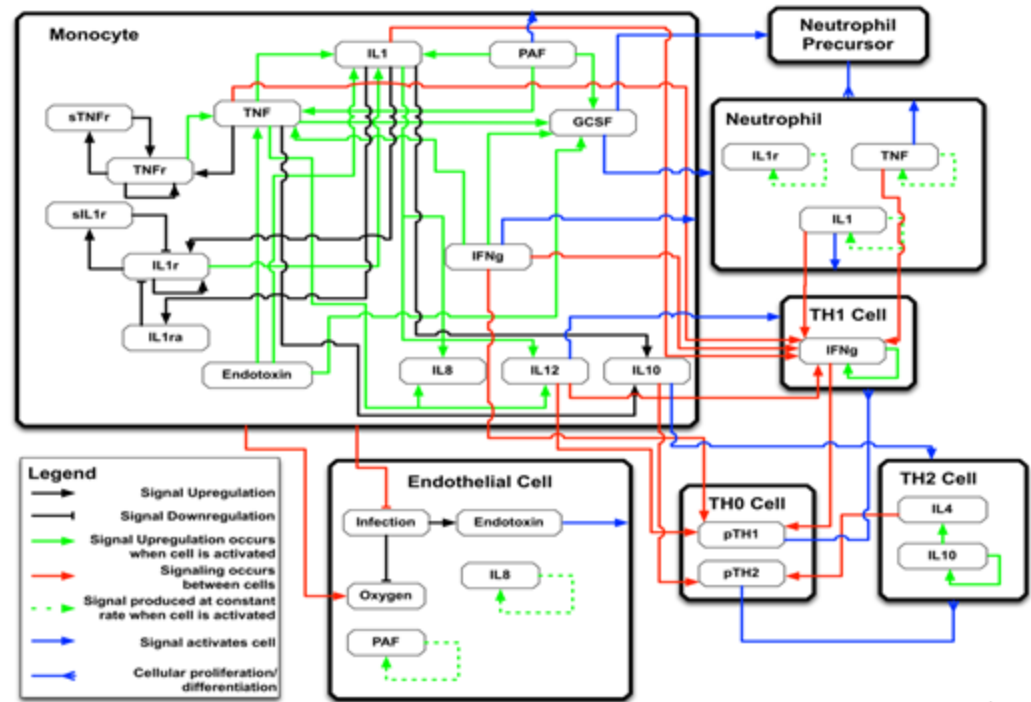 Monocyte
IL1
PAF
sTNFr
TNF
GCSF
TNFr
sIL1r
IL1r
IFNg
IL1ra
Endotoxin
IL8
IL12
IL10
Neutrophil
Precursor
Neutrophil
IL1r
TNF
IL1
TH1 Cell
IFNg
Legend
Signal Upregulation
Signal Downregulation
Signal Upregulation occurs
when cell is activated
Signaling occurs
between cells
Signal produced at constant
rate when cell is activated
Signal activates cell
Cellular proliferation/
differentiation
Endothelial Cell
Infection
Endotoxin
IL8
Oxygen
PAF
TH0 Cell
pTH1
pTH2
TH2 Cell
IL4
IL10